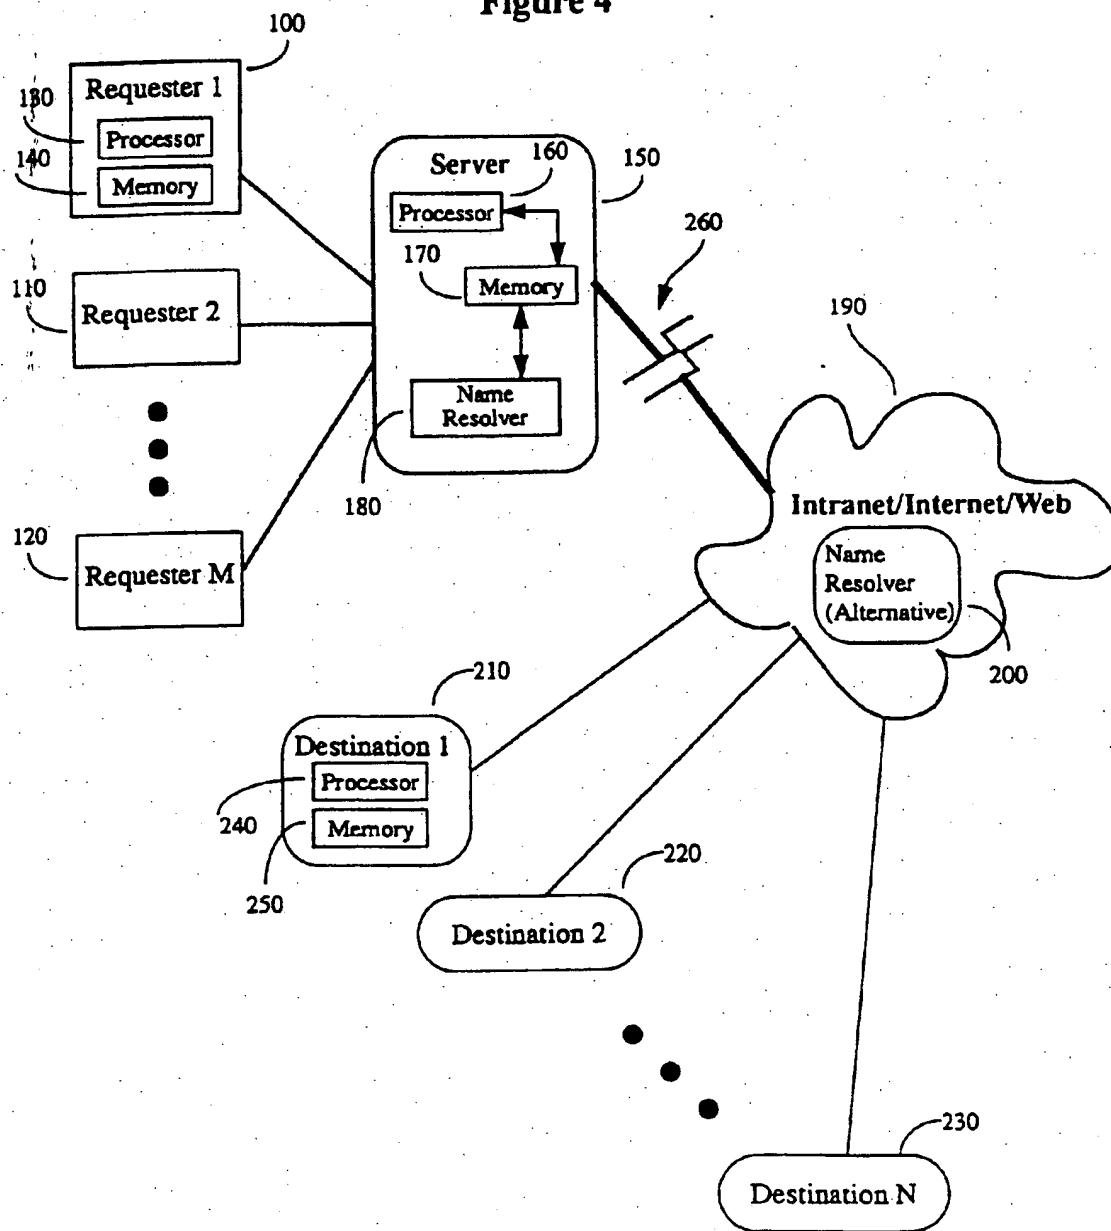 Figure 4
100
Requester 1
130
Processor
140
Memory
Server
160
150
Processor
260
170
Memory
110
Requester 2
190
Name
Resolver
180
Intranet/Internet/Web
120
Requester M
Name
Resolver
(Alternative)
200
210
Destination 1
Processor
240
Memory
250
220
Destination 2
230
Destination N